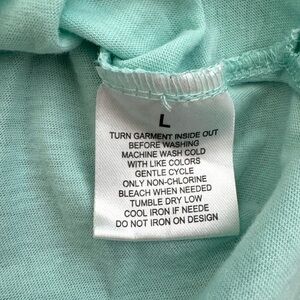 L
TURN GARMENT INSIDE OUT
BEFORE WASHING
MACHINE WASH COLD
WITH LIKE COLORS
GENTLE CYCLE
ONLY NON-CHLORINE
BLEACH WHEN NEEDED
TUMBLE DRY LOW
COOL IRON IF NEEDE
DO NOT IRON ON DESIGN